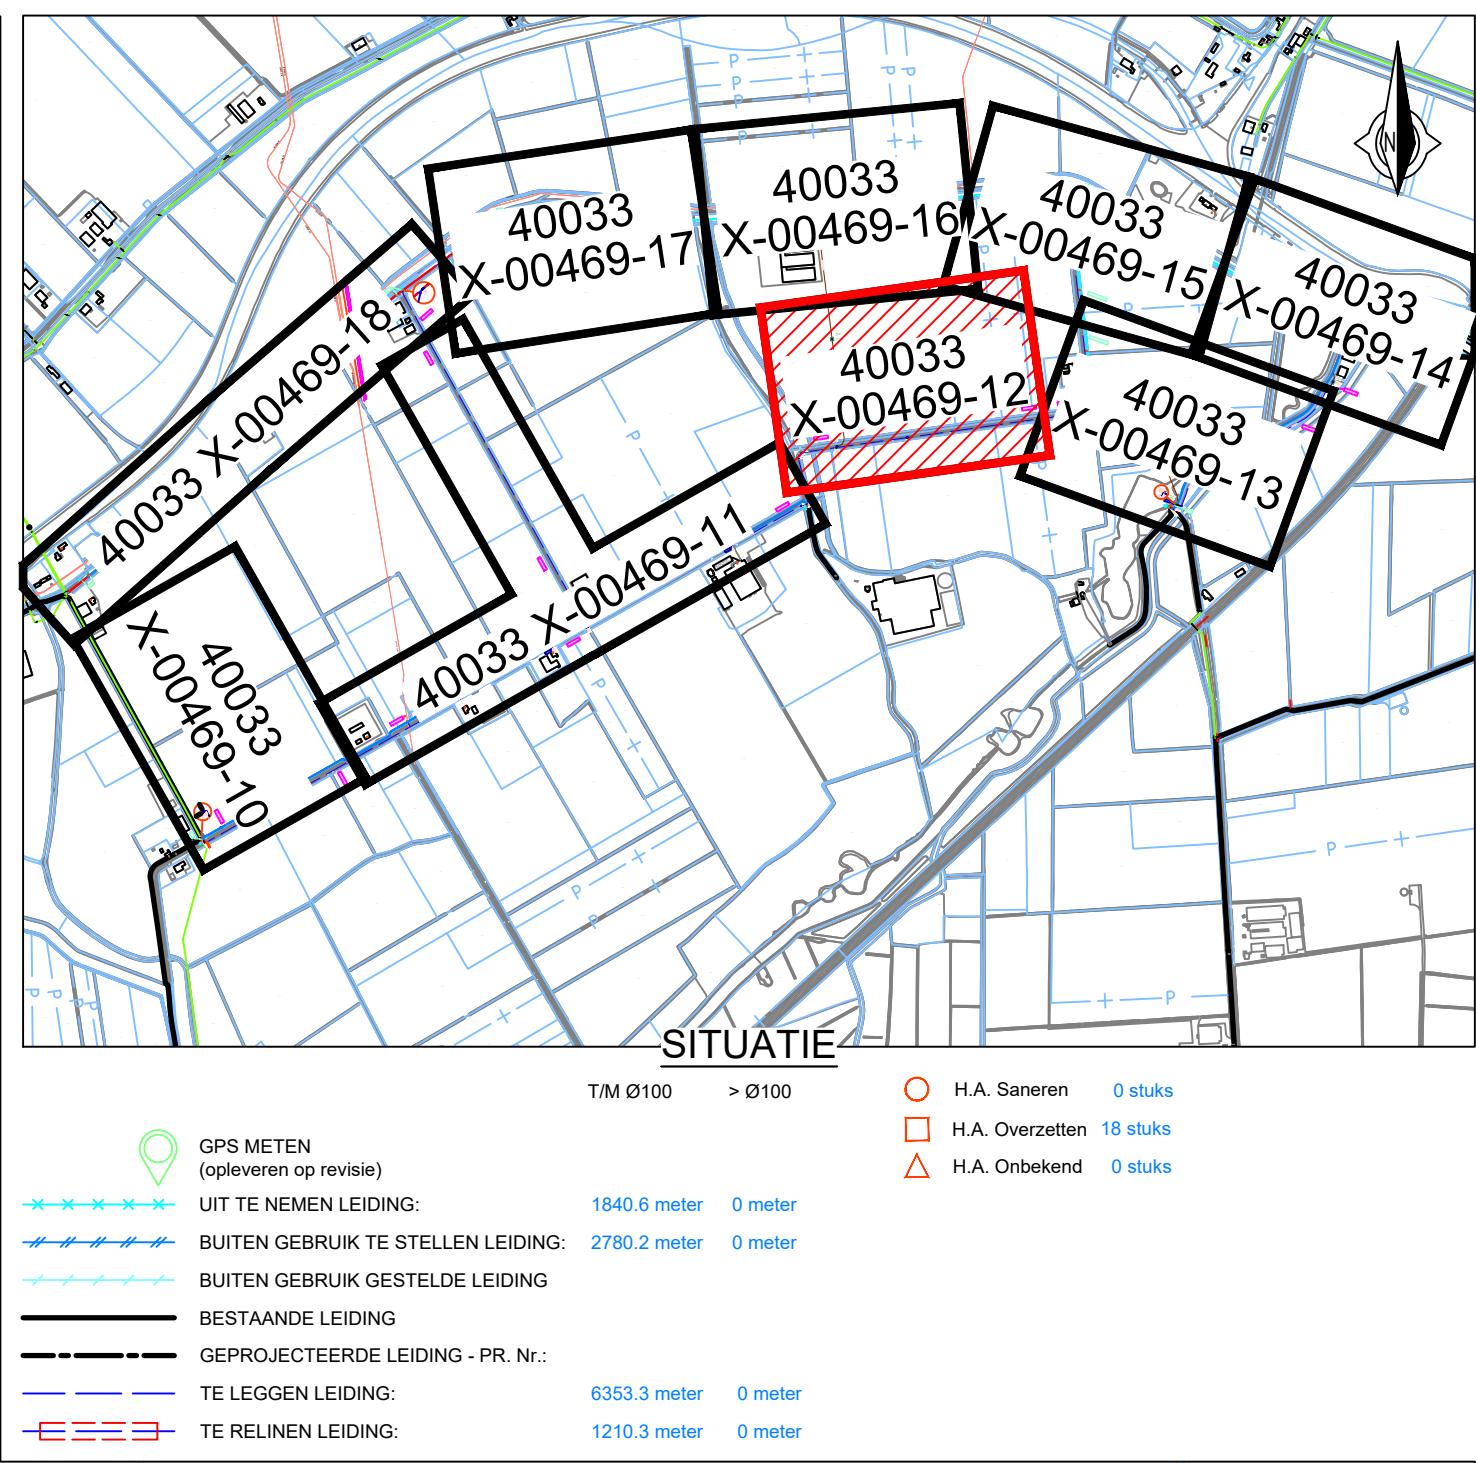 N
40033
X-00469-17
40033
X-00469-16
40033
X-00469-15
40033
X-00469-14
40033 X-00469-18
40033
X-00469-12
40033
X-00469-13
40033 X-00469-11
40033
X-00469-10
SITUATIE
T/M Ø100 > Ø100
H.A. Saneren 0 stuks
H.A. Overzetten 18 stuks
H.A. Onbekend 0 stuks
GPS METEN
(opleveren op revisie)
UIT TE NEMEN LEIDING: 1840.6 meter 0 meter
BUITEN GEBRUIK TE STELLEN LEIDING: 2780.2 meter 0 meter
BUITEN GEBRUIK GESTELDE LEIDING
BESTAANDE LEIDING
GEPROJECTEERDE LEIDING - PR. Nr.:
TE LEGGEN LEIDING: 6353.3 meter 0 meter
TE RELINEN LEIDING: 1210.3 meter 0 meter